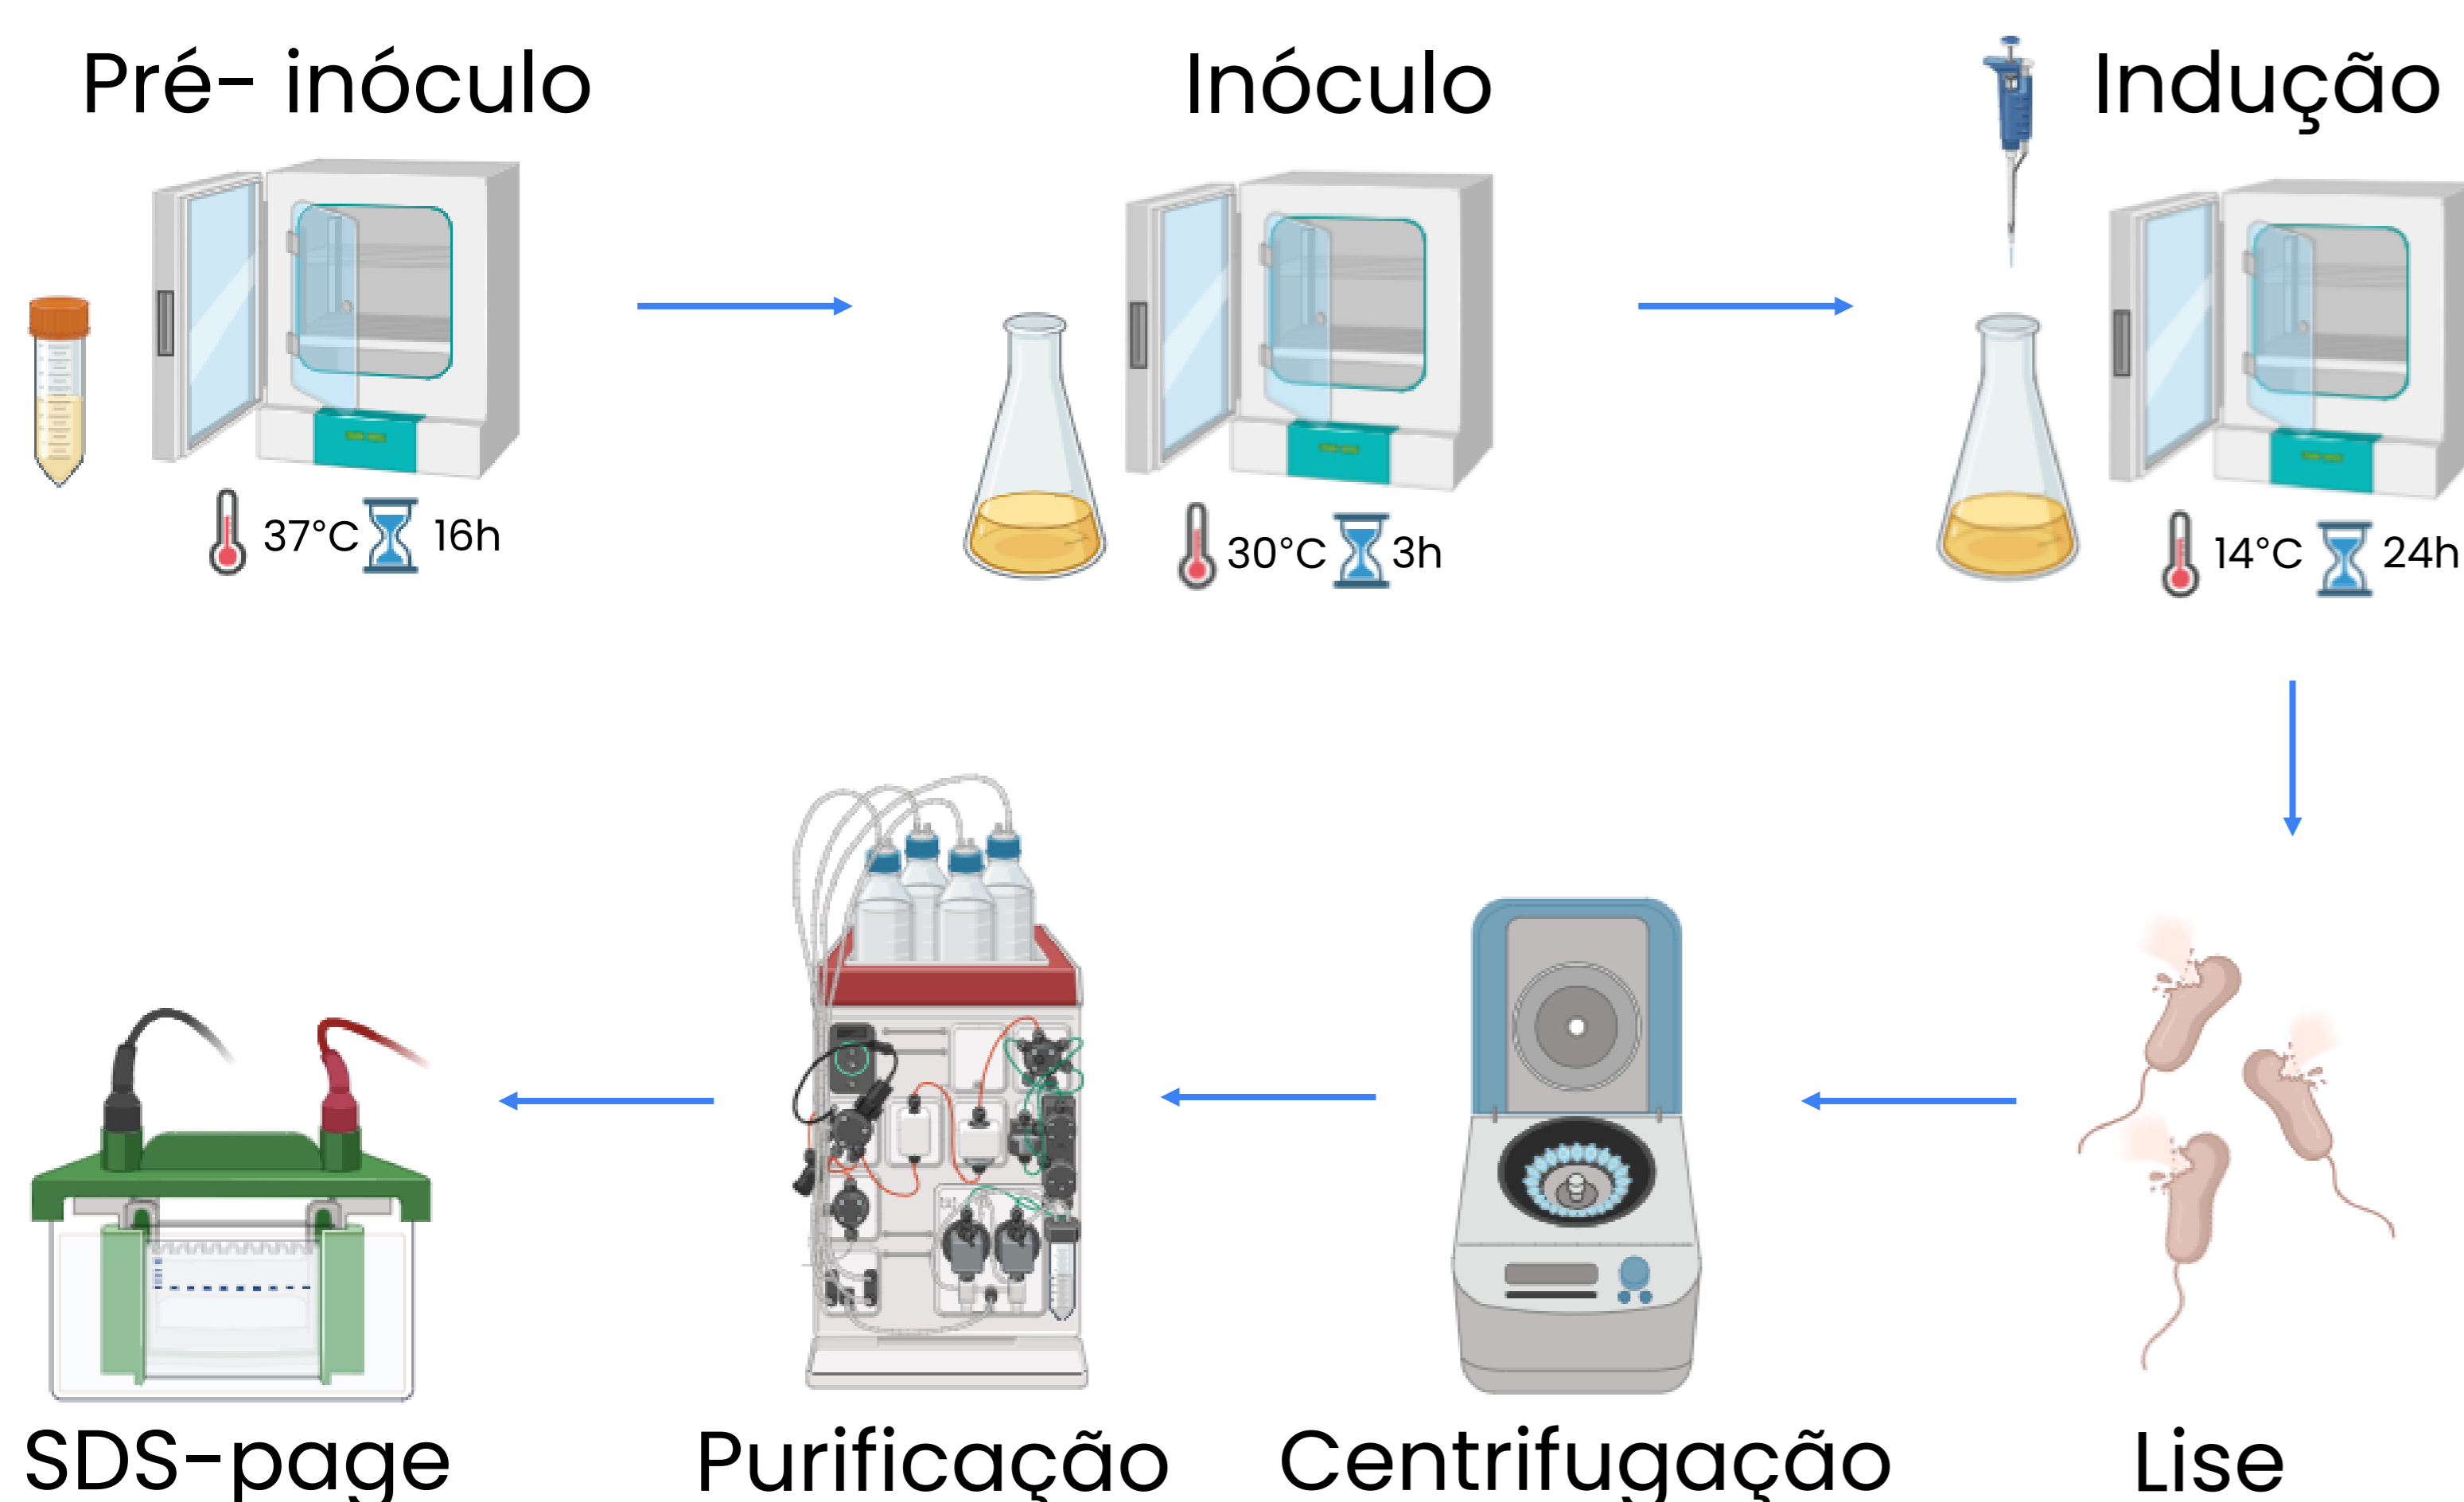 Pré- inóculo
Inóculo
Indução
37°C 16h
30°C 3h
14°C 24h
SDS-page
Purificação
Centrifugação
Lise